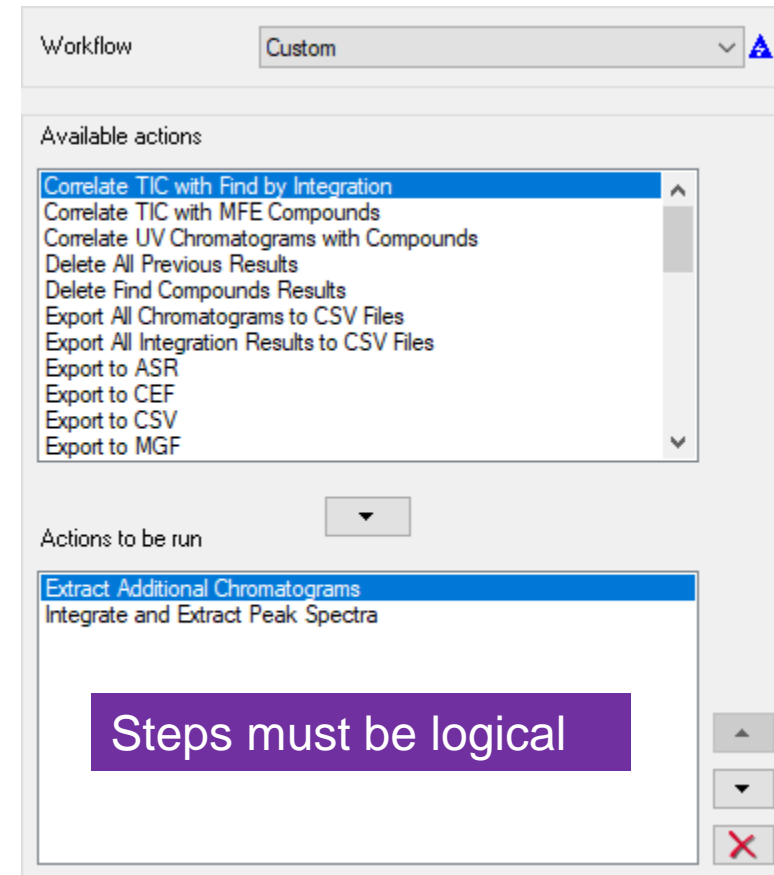 Workflow
Custom
Available actions
Correlate TIC with Find by Integration
Correlate TIC with MFE Compounds
Correlate UV Chromatograms with Compounds
Delete All Previous Results
Delete Find Compounds Results
Export All Chromatograms to CSV Files
Export All Integration Results to CSV Files
Export to ASR
Export to CEF
Export to CSV
Export to MGF
Actions to be run
Extract Additional Chromatograms
Integrate and Extract Peak Spectra
Steps must be logical